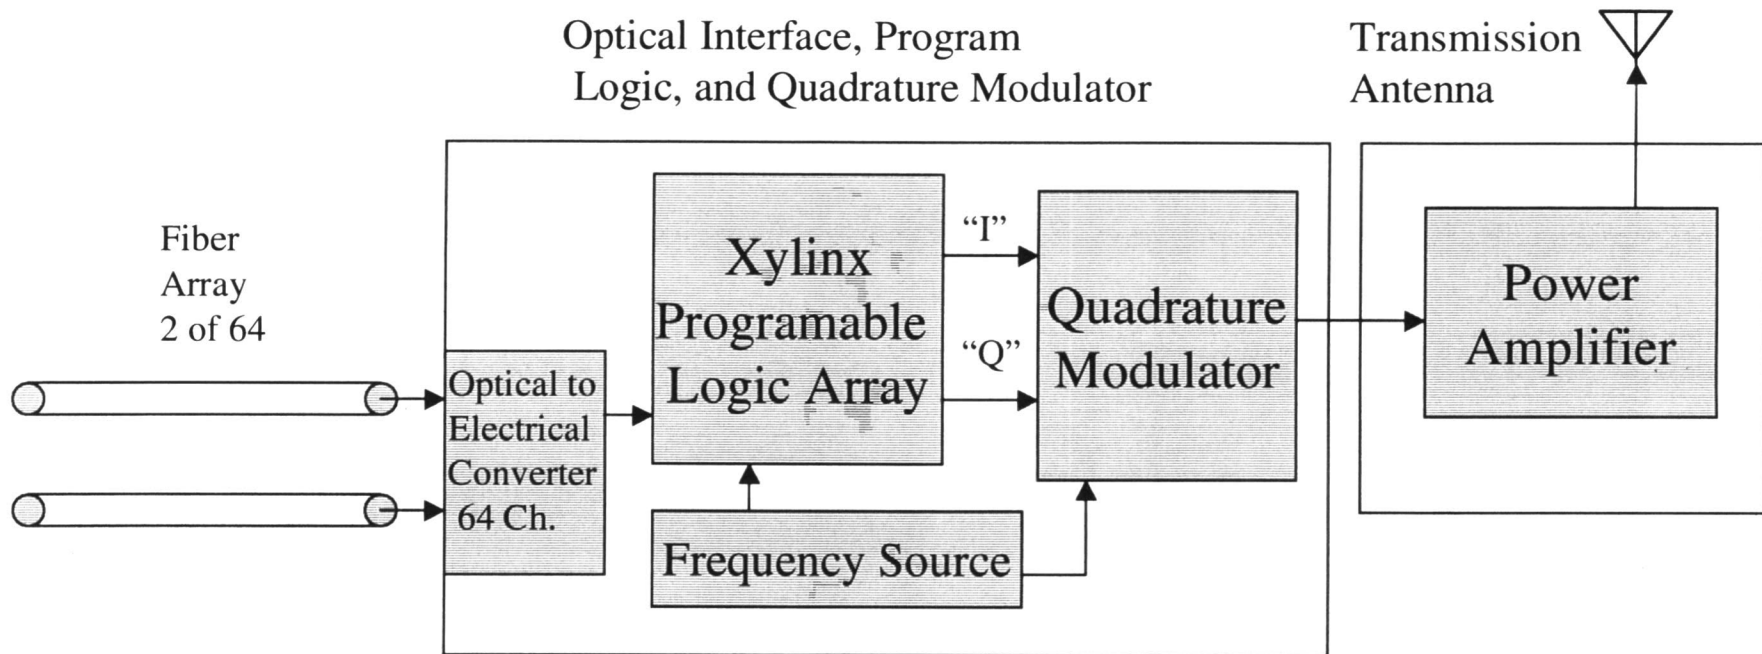 Optical Interface, Program
Logic, and Quadrature Modulator
Transmission
Antenna
Fiber
Array
2 of 64
Optical to
Electrical
Converter
64 Ch.
Xylinx
Programable
Logic Array
"I"
"Q"
Quadrature
Modulator
Frequency Source
Power
Amplifier